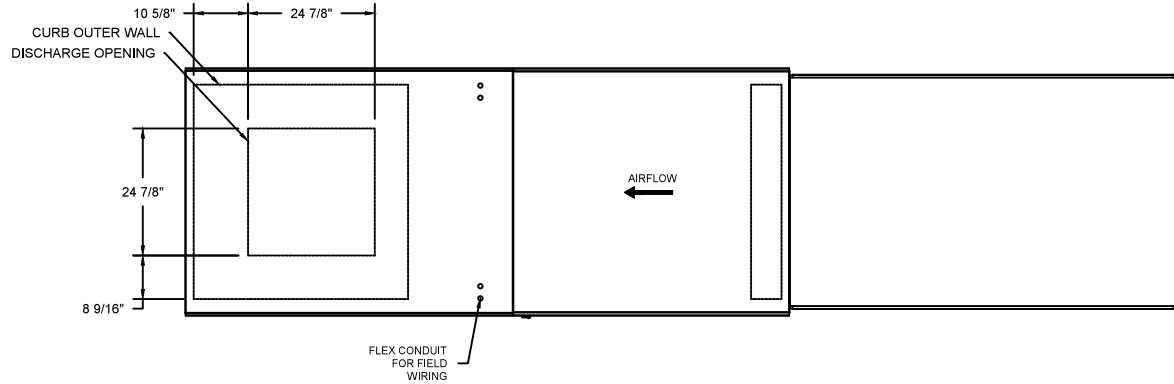 10 5/8"
24 7/8"
CURB OUTER WALL
DISCHARGE OPENING
24 7/8"
AIRFLOW
8 9/16"
FLEX CONDUIT
FOR FIELD
WIRING